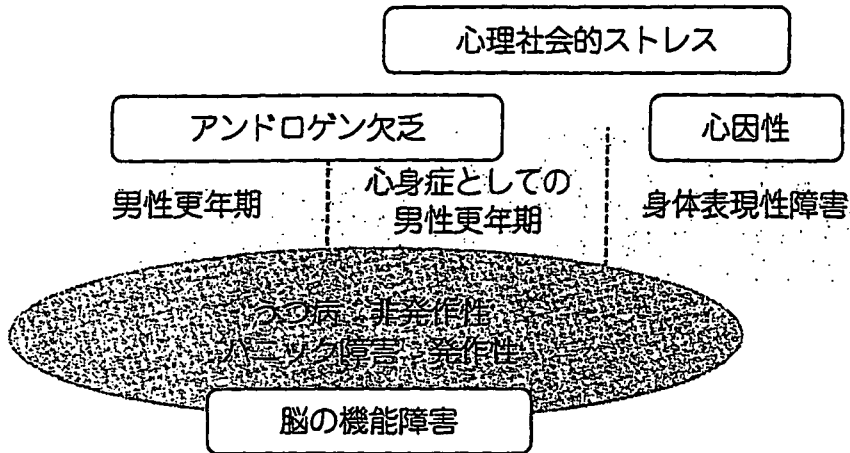 心理社会的ストレス
アンドロゲン欠乏
心因性
男性更年期
心身症としての
男性更年期
身体表現性障害
うつ病 非発作性
パニック障害 発作性
脳の機能障害